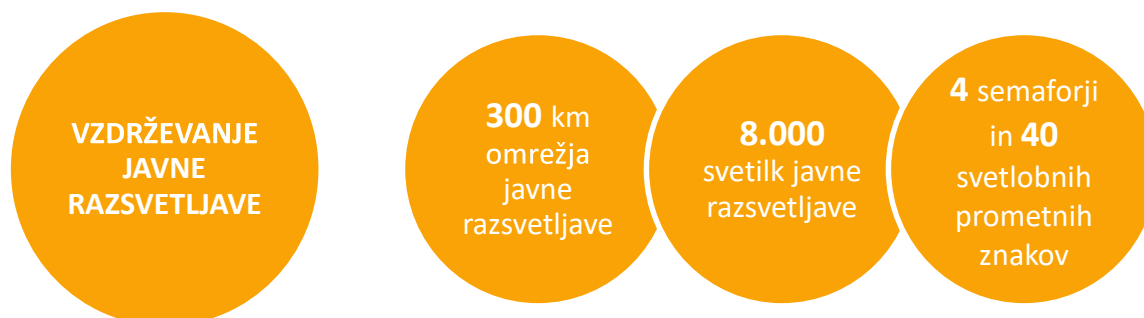 VZDRŽEVANJE
JAVNE
RAZSVETLJAVE
300 km
omrežja
javne
razsvetljave
8.000
svetilk javne
razsvetljave
4 semaforji
in 40
svetlobnih
prometnih
znakov